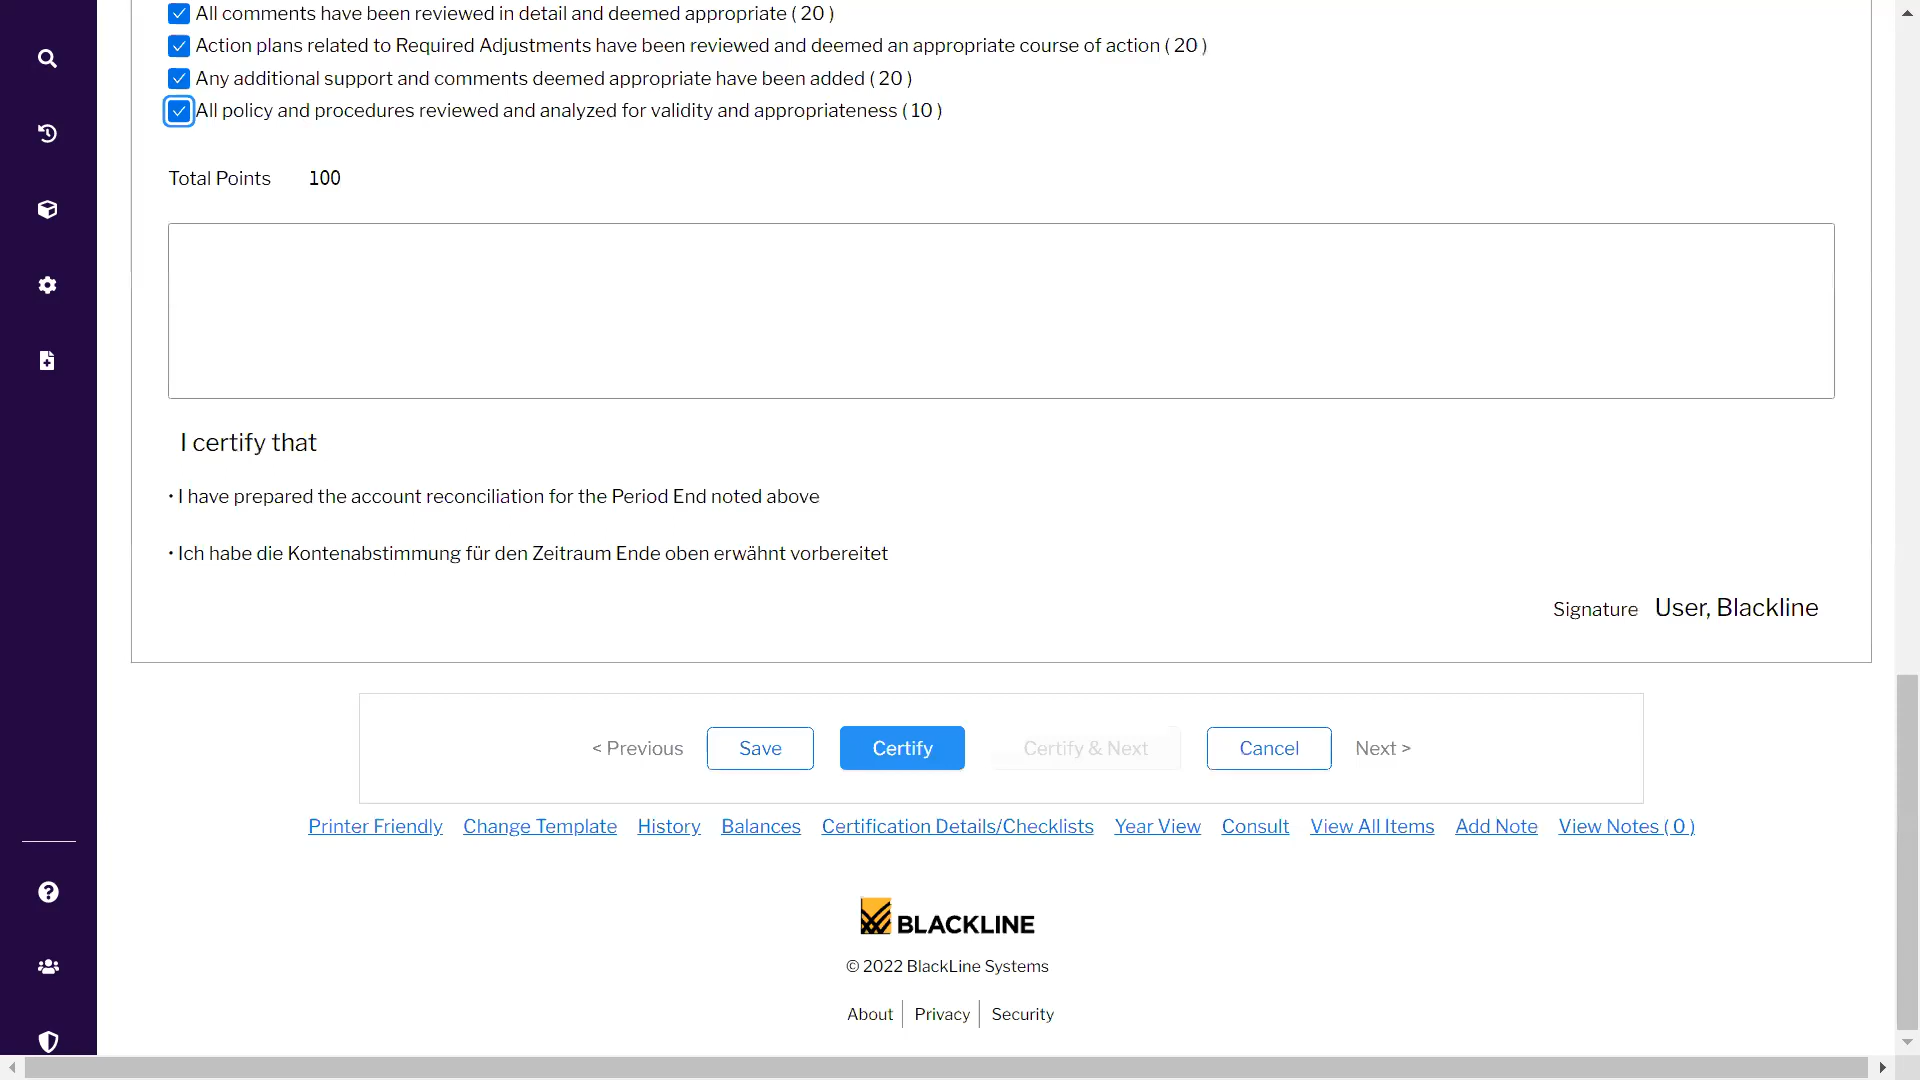 All comments have been reviewed in detail and deemed appropriate ( 20 )
Action plans related to Required Adjustments have been reviewed and deemed an appropriate course of action ( 20 )
Any additional support and comments deemed appropriate have been added ( 20 )
All policy and procedures reviewed and analyzed for validity and appropriateness ( 10 )
Total Points 100
I certify that
• I have prepared the account reconciliation for the Period End noted above
• Ich habe die Kontenabstimmung für den Zeitraum Ende oben erwähnt vorbereitet
Signature User, Blackline
< Previous Save Certify Certify & Next Cancel Next >
Printer Friendly Change Template History Balances Certification Details/Checklists Year View Consult View All Items Add Note View Notes ( 0 )
BLACKLINE
© 2022 BlackLine Systems
About Privacy Security